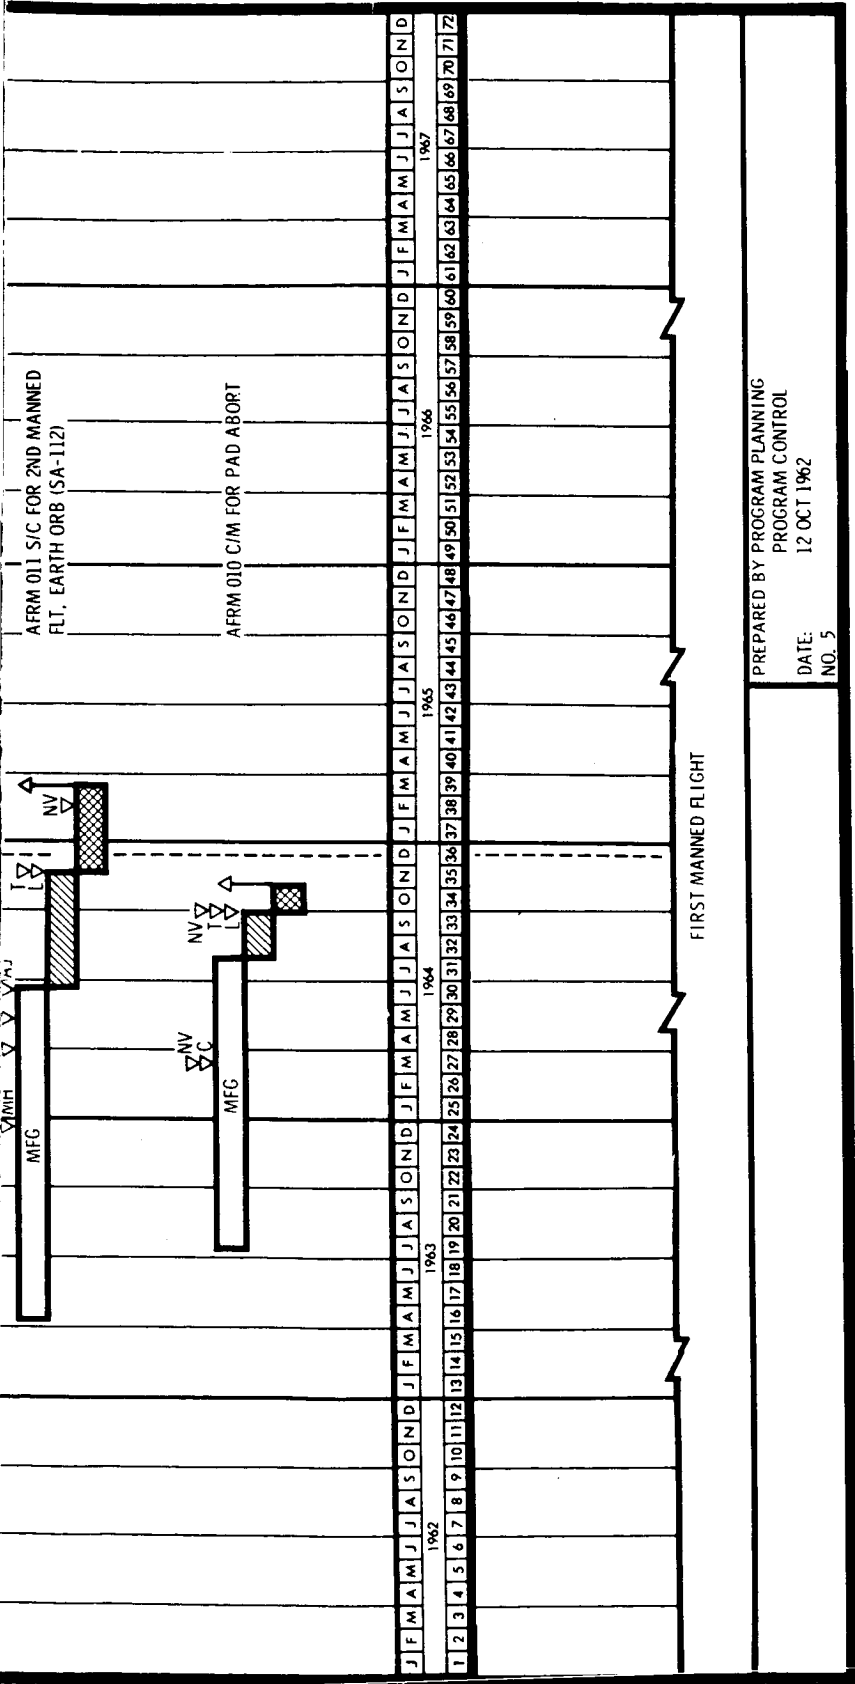 MH
AJ
MFG
T
L
NV
AFRM 011 S/C FOR 2ND MANNED
FLT, EARTH ORB (SA-112)
MFG
NV
C
NV
T
L
AFRM 010 C/M FOR PAD ABORT
J F M A M J J A S O N D J F M A M J J A S O N D J F M A M J J A S O N D J F M A M J J A S O N D J F M A M J J A S O N D J F M A M J J A S O N D
1962 1963 1964 1965 1966 1967
1 2 3 4 5 6 7 8 9 10 11 12 13 14 15 16 17 18 19 20 21 22 23 24 25 26 27 28 29 30 31 32 33 34 35 36 37 38 39 40 41 42 43 44 45 46 47 48 49 50 51 52 53 54 55 56 57 58 59 60 61 62 63 64 65 66 67 68 69 70 71 72
FIRST MANNED FLIGHT
PREPARED BY PROGRAM PLANNING
PROGRAM CONTROL
DATE: 12 OCT 1962
NO. 5